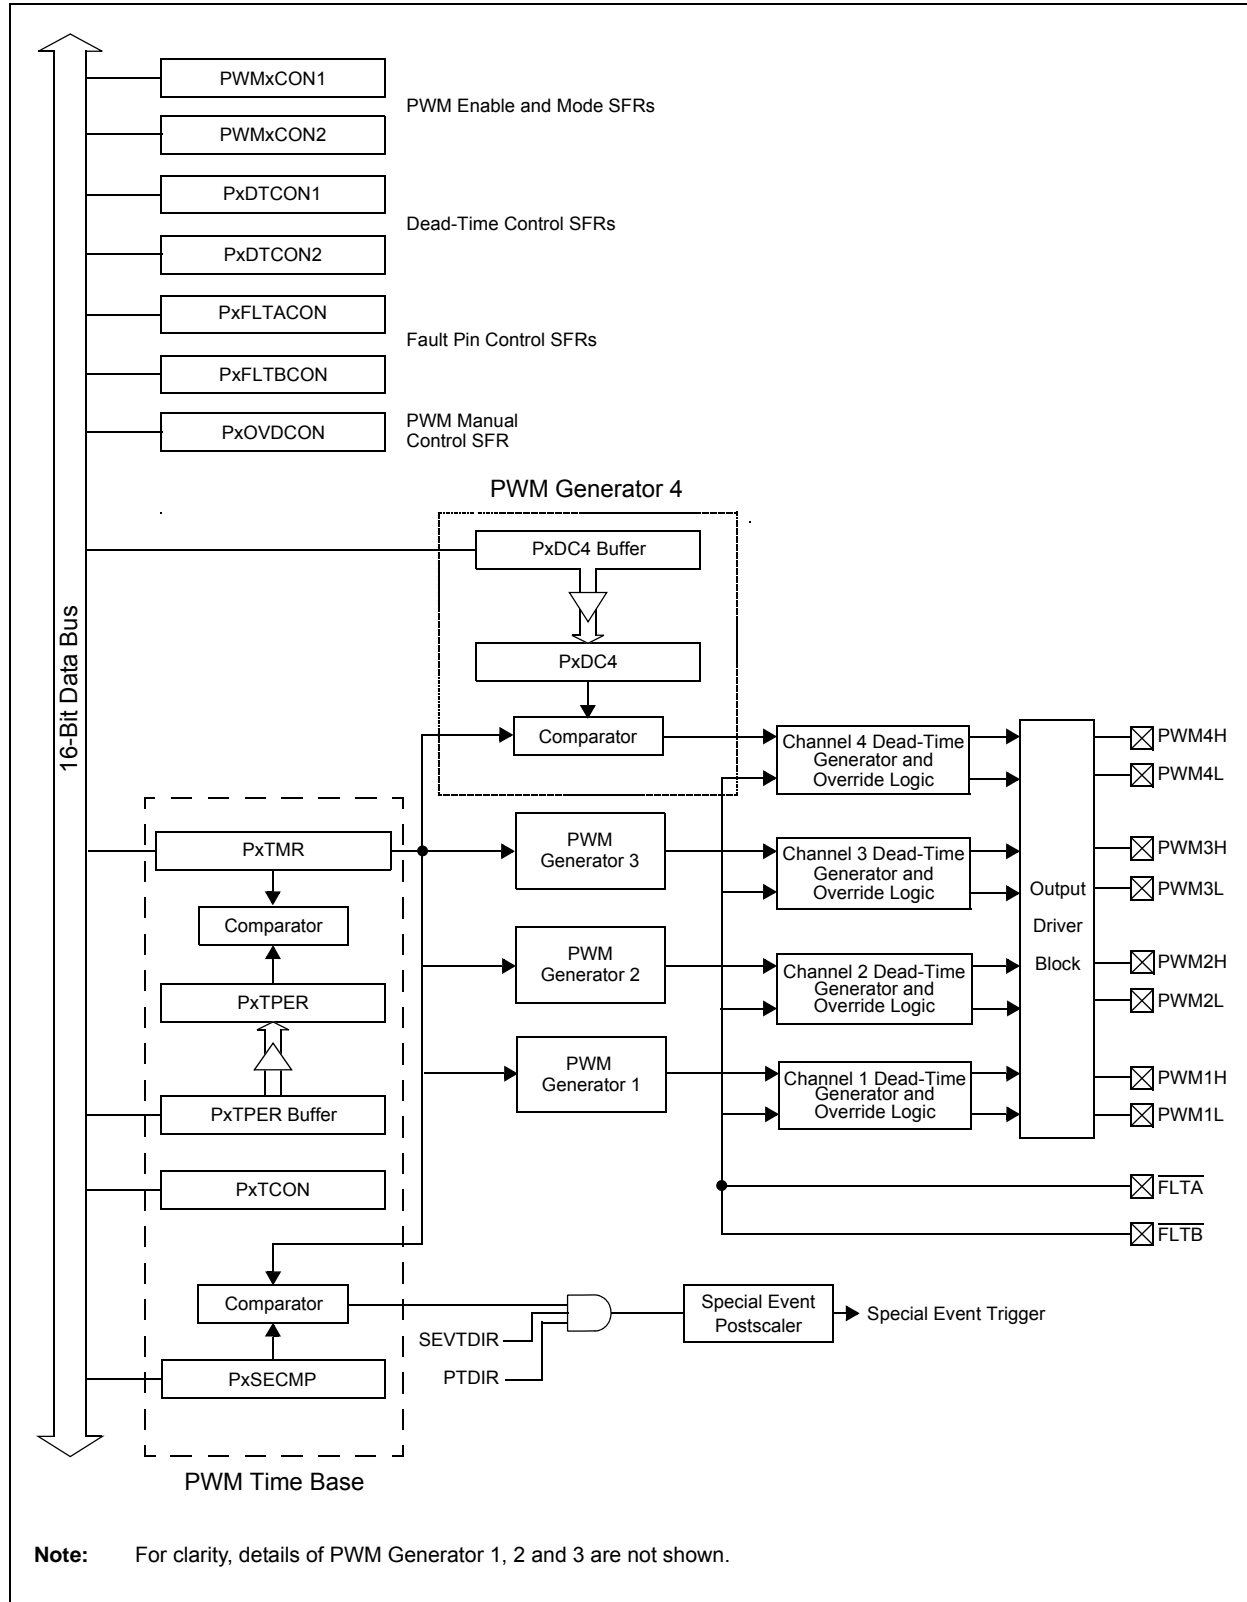 PWMxCON1
PWM Enable and Mode SFRs
PWMxCON2
PxDTCON1
Dead-Time Control SFRs
PxDTCON2
PxFLTACON
Fault Pin Control SFRs
PxFLTBCON
PxOVDCON
PWM Manual
Control SFR
16-Bit Data Bus
PWM Generator 4
PxDC4 Buffer
PxDC4
Comparator
Channel 4 Dead-Time
Generator and
Override Logic
PWM4H
PWM4L
PxTMR
PWM
Generator 3
Channel 3 Dead-Time
Generator and
Override Logic
PWM3H
PWM3L
Output
Driver
Block
Comparator
PxTPER
PWM
Generator 2
Channel 2 Dead-Time
Generator and
Override Logic
PWM2H
PWM2L
PxTPER Buffer
PWM
Generator 1
Channel 1 Dead-Time
Generator and
Override Logic
PWM1H
PWM1L
PxTCON
FLTA
FLTB
Comparator
SEVTDIR
PTDIR
Special Event
Postscaler
Special Event Trigger
PxSECMP
PWM Time Base
Note: For clarity, details of PWM Generator 1, 2 and 3 are not shown.